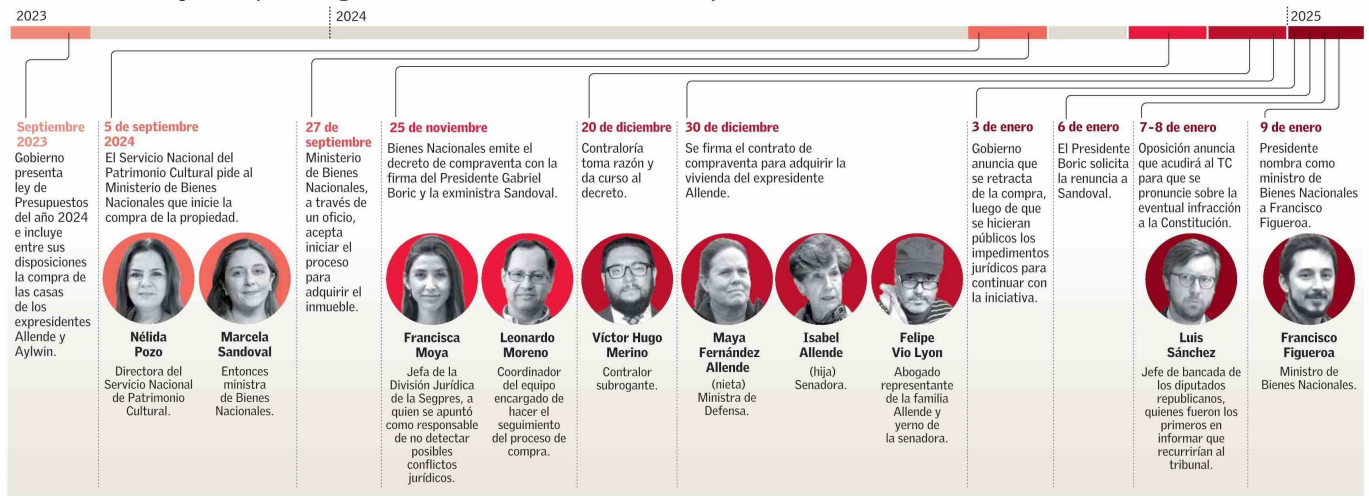 2023
2024
2025
Septiembre
2023
Gobierno
presenta
ley de
Presupuestos
del año 2024
e incluye
entre sus
disposiciones
la compra de
las casas
de los
expresidentes
Allende y
Aylwin.
5 de septiembre
2024
El Servicio Nacional del
Patrimonio Cultural pide al
Ministerio de Bienes
Nacionales que inicie la
compra de la propiedad.
Nélida
Pozo
Directora del
Servicio Nacional
de Patrimonio
Cultural.
Marcela
Sandoval
Entonces
ministra
de Bienes
Nacionales.
27 de
septiembre
Ministerio
de Bienes
Nacionales,
a través de
un oficio,
acepta
iniciar el
proceso
para
adquirir el
inmueble.
25 de noviembre
Bienes Nacionales emite el
decreto de compraventa con la
firma del Presidente Gabriel
Boric y la exministra Sandoval.
Francisca
Moya
Jefa de la
División Jurídica
de la Segpres, a
quien se apuntó
como responsable
de no detectar
posibles
conflictos
jurídicos.
Leonardo
Moreno
Coordinador
del equipo
encargado de
hacer el
seguimiento
del proceso de
compra.
20 de diciembre
Contraloría
toma razón y
da curso al
decreto.
Víctor Hugo
Merino
Contralor
subrogante.
30 de diciembre
Se firma el contrato de
compraventa para adquirir la
vivienda del expresidente
Allende.
Maya
Fernández
Allende
(nieta)
Ministra de
Defensa.
Isabel
Allende
(hija)
Senadora.
Felipe
Vio Lyon
Abogado
representante
de la familia
Allende y
yerno de
la senadora.
3 de enero
Gobierno
anuncia que
se retracta
de la compra,
luego de que
se hicieran
públicos los
impedimentos
jurídicos para
continuar con
la iniciativa.
6 de enero
El Presidente
Boric solicita
la renuncia a
Sandoval.
7-8 de enero
Oposición anuncia
que acudirá al TC
para que se
pronuncie sobre la
eventual infracción
a la Constitución.
Luis
Sánchez
Jefe de bancada de
los diputados
republicanos,
quienes fueron los
primeros en
informar que
recurrirían al
tribunal.
9 de enero
Presidente
nombra como
ministro de
Bienes Nacionales
a Francisco
Figueroa.
Francisco
Figueroa
Ministro de
Bienes Nacionales.